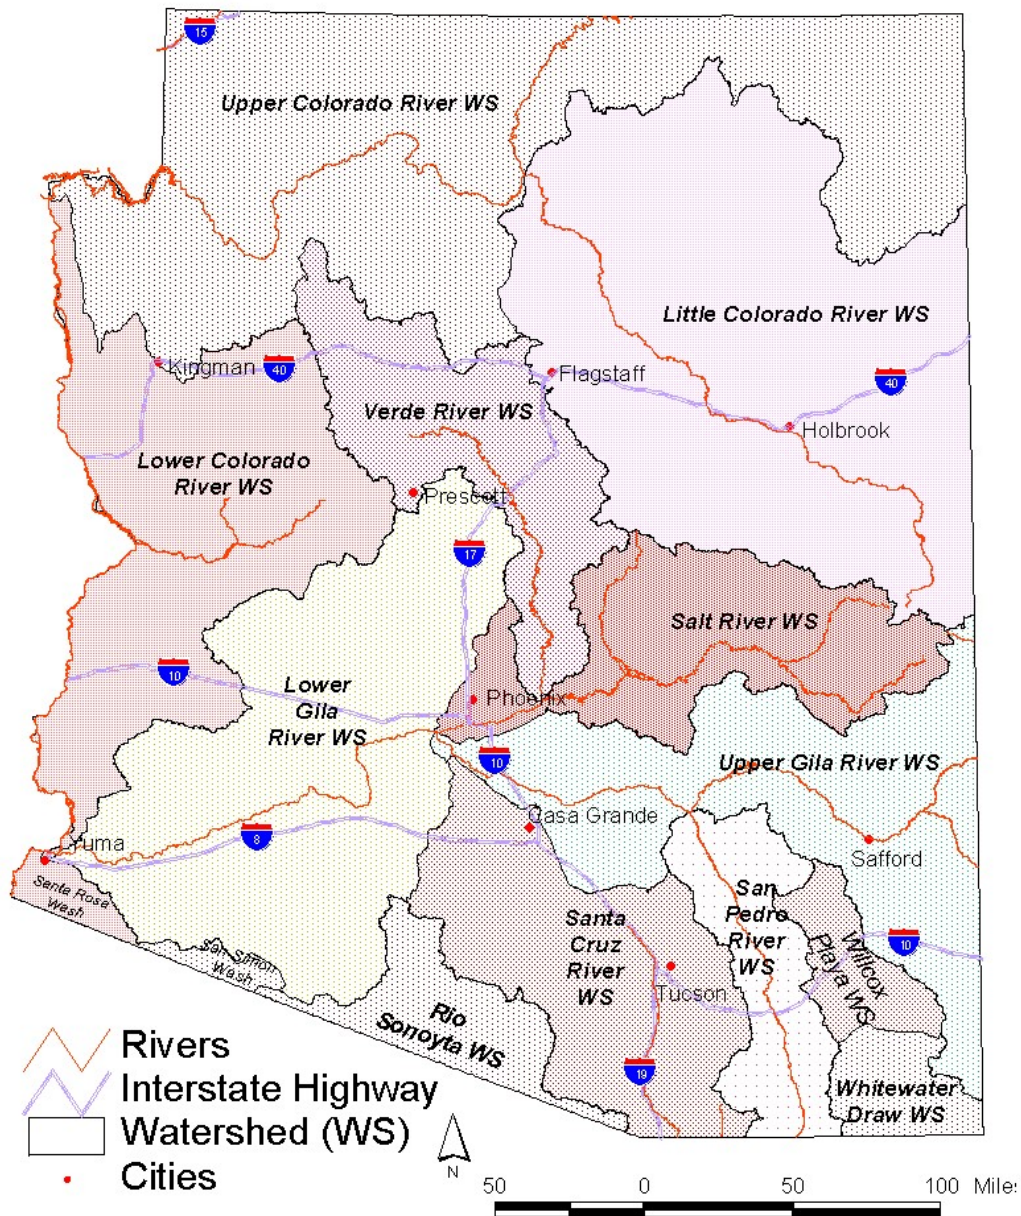 15
Upper Colorado River WS
Little Colorado River WS
Kingman
40
Flagstaff
40
Verde River WS
Holbrook
Lower Colorado
River WS
Prescott
17
Salt River WS
10
Lower
Gila
River WS
Phoenix
10
Upper Gila River WS
Casa Grande
8
Yuma
Safford
Santa Rosa
Wash
San Simon
Wash
Santa
Cruz
River
WS
San
Pedro
River
WS
Willcox
Playa WS
10
Tucson
Rio
Sonoyta WS
19
Whitewater
Draw WS
Rivers
Interstate Highway
Watershed (WS)
Cities
N
50 0 50 100 Miles